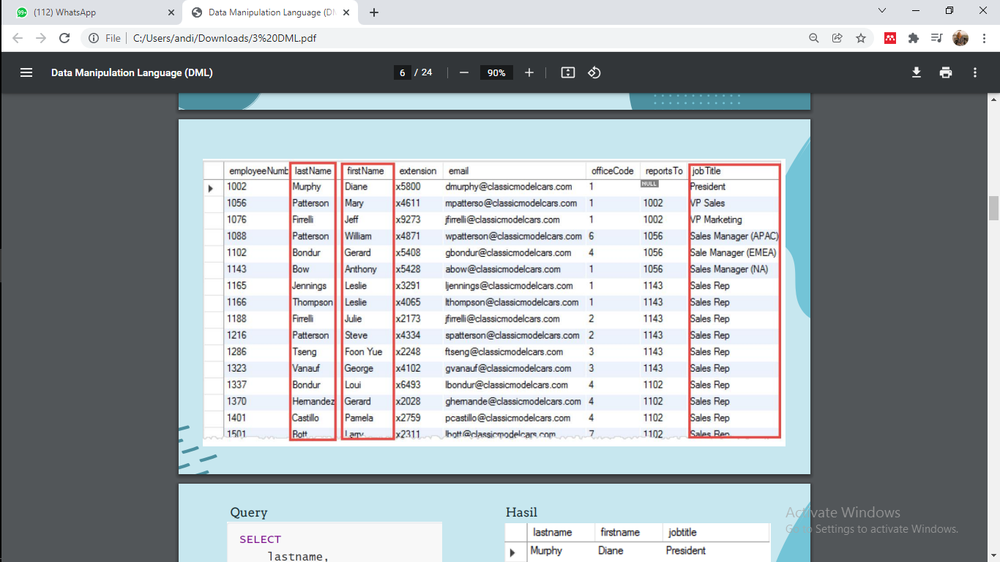 99+ (112) WhatsApp
Data Manipulation Language (DM
File C:/Users/andi/Downloads/3%20DML.pdf
Data Manipulation Language (DML)
6 / 24
90%
employeeNumb lastName firstName extension email officeCode reportsTo jobTitle
1002 Murphy Diane x5800 dmurphy@classicmodelcars.com 1 NULL President
1056 Patterson Mary x4611 mpatterso@classicmodelcars.com 1 1002 VP Sales
1076 Firrelli Jeff x9273 jfirrelli@classicmodelcars.com 1 1002 VP Marketing
1088 Patterson William x4871 wpatterson@classicmodelcars.com 6 1056 Sales Manager (APAC)
1102 Bondur Gerard x5408 gbondur@classicmodelcars.com 4 1056 Sale Manager (EMEA)
1143 Bow Anthony x5428 abow@classicmodelcars.com 1 1056 Sales Manager (NA)
1165 Jennings Leslie x3291 ljennings@classicmodelcars.com 1 1143 Sales Rep
1166 Thompson Leslie x4065 lthompson@classicmodelcars.com 1 1143 Sales Rep
1188 Firrelli Julie x2173 jfirrelli@classicmodelcars.com 2 1143 Sales Rep
1216 Patterson Steve x4334 spatterson@classicmodelcars.com 2 1143 Sales Rep
1286 Tseng Foon Yue x2248 ftseng@classicmodelcars.com 3 1143 Sales Rep
1323 Vanauf George x4102 gvanauf@classicmodelcars.com 3 1143 Sales Rep
1337 Bondur Loui x6493 lbondur@classicmodelcars.com 4 1102 Sales Rep
1370 Hernandez Gerard x2028 ghernande@classicmodelcars.com 4 1102 Sales Rep
1401 Castillo Pamela x2759 pcastillo@classicmodelcars.com 4 1102 Sales Rep
1501 Bott Larry x2311 lbott@classicmodelcars.com 7 1102 Sales Rep
Query
SELECT
lastname,
Hasil
lastname firstname jobtitle
Murphy Diane President
Activate Windows
Go to Settings to activate Windows.